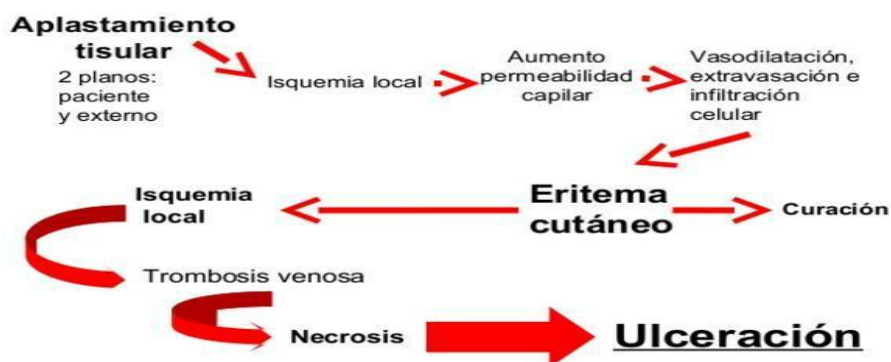 Aplastamiento
tisular
2 planos:
paciente
y externo
Isquemia local
Aumento
permeabilidad
capilar
Vasodilatación,
extravasación e
infiltración
celular
Eritema
cutáneo
Curación
Isquemia
local
Trombosis venosa
Necrosis
Ulceración